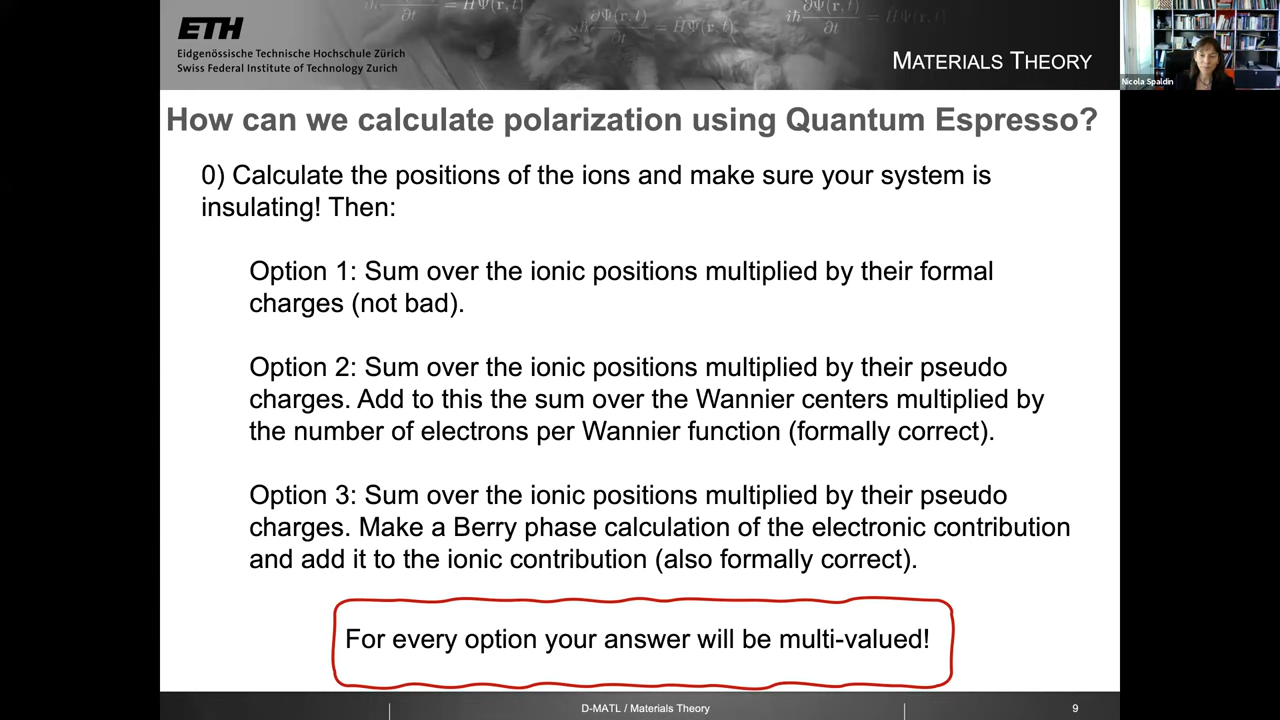 ∂Ψ(r,t)
∂t
= ĤΨ(r,t)
iħ ∂Ψ(r,t)
∂t
= ĤΨ(r,t)
iħ ∂Ψ(r,t)
∂t
= ĤΨ(r,t)
ETH
Eidgenössische Technische Hochschule Zürich
Swiss Federal Institute of Technology Zurich
MATERIALS THEORY
Nicola Spaldin
How can we calculate polarization using Quantum Espresso?
0) Calculate the positions of the ions and make sure your system is
insulating! Then:
Option 1: Sum over the ionic positions multiplied by their formal
charges (not bad).
Option 2: Sum over the ionic positions multiplied by their pseudo
charges. Add to this the sum over the Wannier centers multiplied by
the number of electrons per Wannier function (formally correct).
Option 3: Sum over the ionic positions multiplied by their pseudo
charges. Make a Berry phase calculation of the electronic contribution
and add it to the ionic contribution (also formally correct).
For every option your answer will be multi-valued!
D-MATL / Materials Theory
9